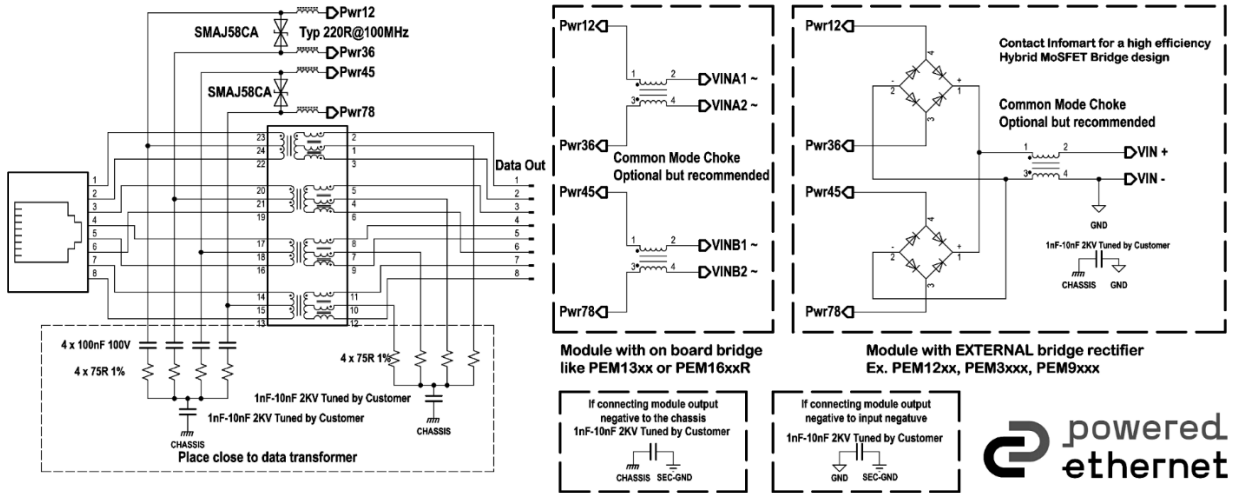 Pwr12
SMAJ58CA
Typ 220R@100MHz
Pwr36
Pwr45
SMAJ58CA
Pwr78
23
24
22
2
1
3
20
21
19
5
4
6
17
18
16
8
7
9
14
15
13
11
10
12
1
2
3
4
5
6
7
8
Data Out
1
2
3
4
5
6
7
8
4 x 100nF 100V
4 x 75R 1%
4 x 75R 1%
1nF-10nF 2KV Tuned by Customer
1nF-10nF 2KV Tuned by Customer
CHASSIS
CHASSIS
Place close to data transformer
Pwr12
1
2
VINA1 ~
3
4
VINA2 ~
Pwr36
Common Mode Choke
Optional but recommended
Pwr45
1
2
VINB1 ~
3
4
VINB2 ~
Pwr78
Module with on board bridge
like PEM13xx or PEM16xxR
Pwr12
4
-
2
+
1
3
Pwr36
Contact Infomart for a high efficiency
Hybrid MoSFET Bridge design
Common Mode Choke
Optional but recommended
1
2
VIN +
3
4
VIN -
GND
Pwr45
4
-
2
+
1
3
Pwr78
1nF-10nF 2KV Tuned by Customer
CHASSIS
GND
Module with EXTERNAL bridge rectifier
Ex. PEM12xx, PEM3xxx, PEM9xxx
If connecting module output
negative to the chassis
1nF-10nF 2KV Tuned by Customer
CHASSIS
SEC-GND
If connecting module output
negative to input negatuve
1nF-10nF 2KV Tuned by Customer
GND
SEC-GND
powered
ethernet